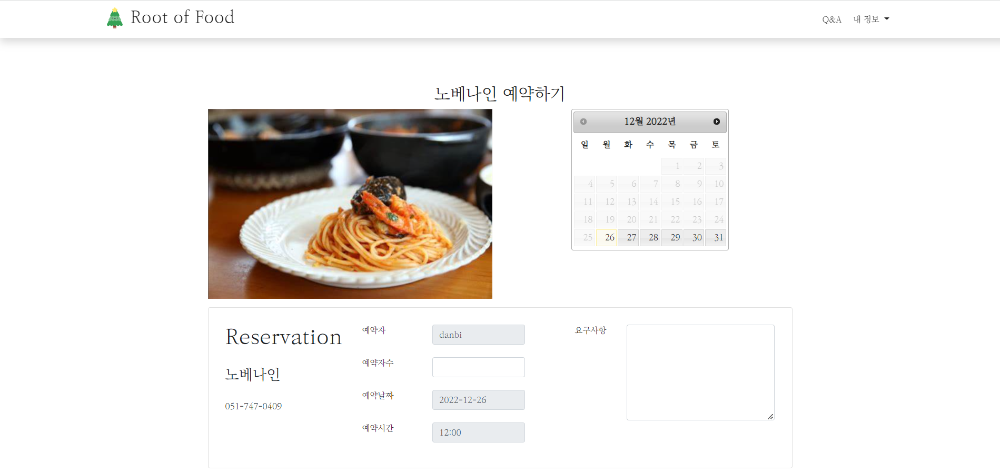 Root of Food
Q&A 내 정보
노베나인 예약하기
12월 2022년
일 월 화 수 목 금 토
1 2 3
4 5 6 7 8 9 10
11 12 13 14 15 16 17
18 19 20 21 22 23 24
25 26 27 28 29 30 31
Reservation
노베나인
051-747-0409
예약자 danbi
예약자수
예약날짜 2022-12-26
예약시간 12:00
요구사항